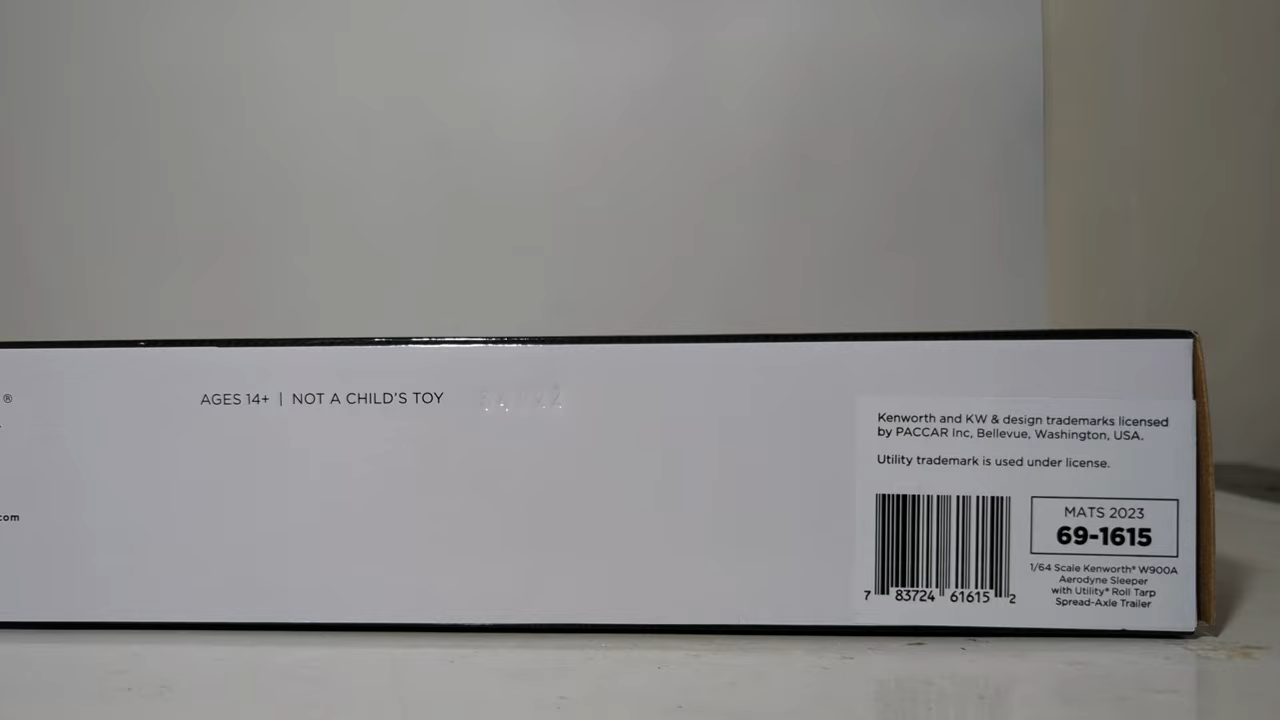 ®
AGES 14+ | NOT A CHILD'S TOY
.com
Kenworth and KW & design trademarks licensed
by PACCAR Inc, Bellevue, Washington, USA.
Utility trademark is used under license.
MATS 2023
69-1615
7 83724 61615 2
1/64 Scale Kenworth® W900A
Aerodyne Sleeper
with Utility® Roll Tarp
Spread-Axle Trailer